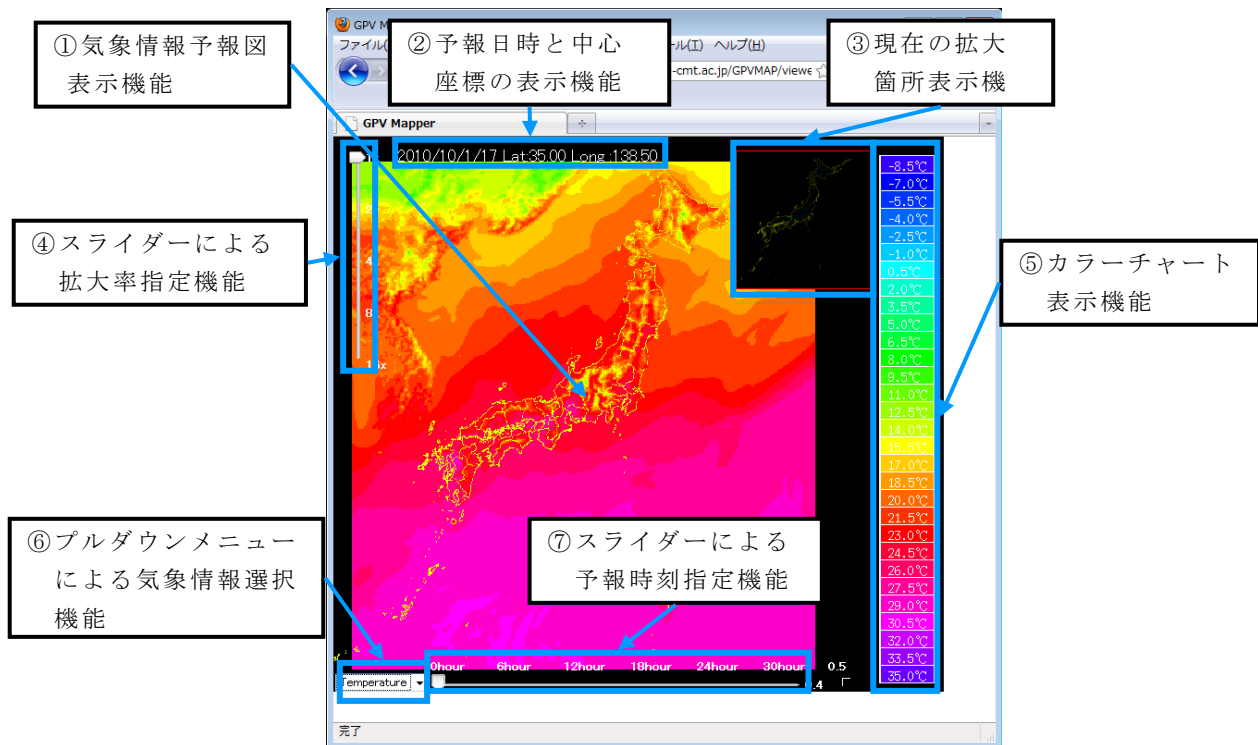 ①気象情報予報図
表示機能
②予報日時と中心
座標の表示機能
③現在の拡大
箇所表示機
④スライダーによる
拡大率指定機能
⑤カラーチャート
表示機能
⑥プルダウンメニュー
による気象情報選択
機能
⑦スライダーによる
予報時刻指定機能
GPV M
ファイル(
ル(T) ヘルプ(H)
-cmt.ac.jp/GPVMAP/viewe
GPV Mapper
2010/10/1/17 Lat:35.00 Long :138.50
4
8
-8.5℃
-7.0℃
-5.5℃
-4.0℃
-2.5℃
-1.0℃
0.5℃
2.0℃
3.5℃
5.0℃
6.5℃
8.0℃
9.5℃
11.0℃
12.5℃
14.0℃
15.5℃
17.0℃
18.5℃
20.0℃
21.5℃
23.0℃
24.5℃
26.0℃
27.5℃
29.0℃
30.5℃
32.0℃
33.5℃
35.0℃
0hour 6hour 12hour 18hour 24hour 30hour 0.5
Temperature
完了